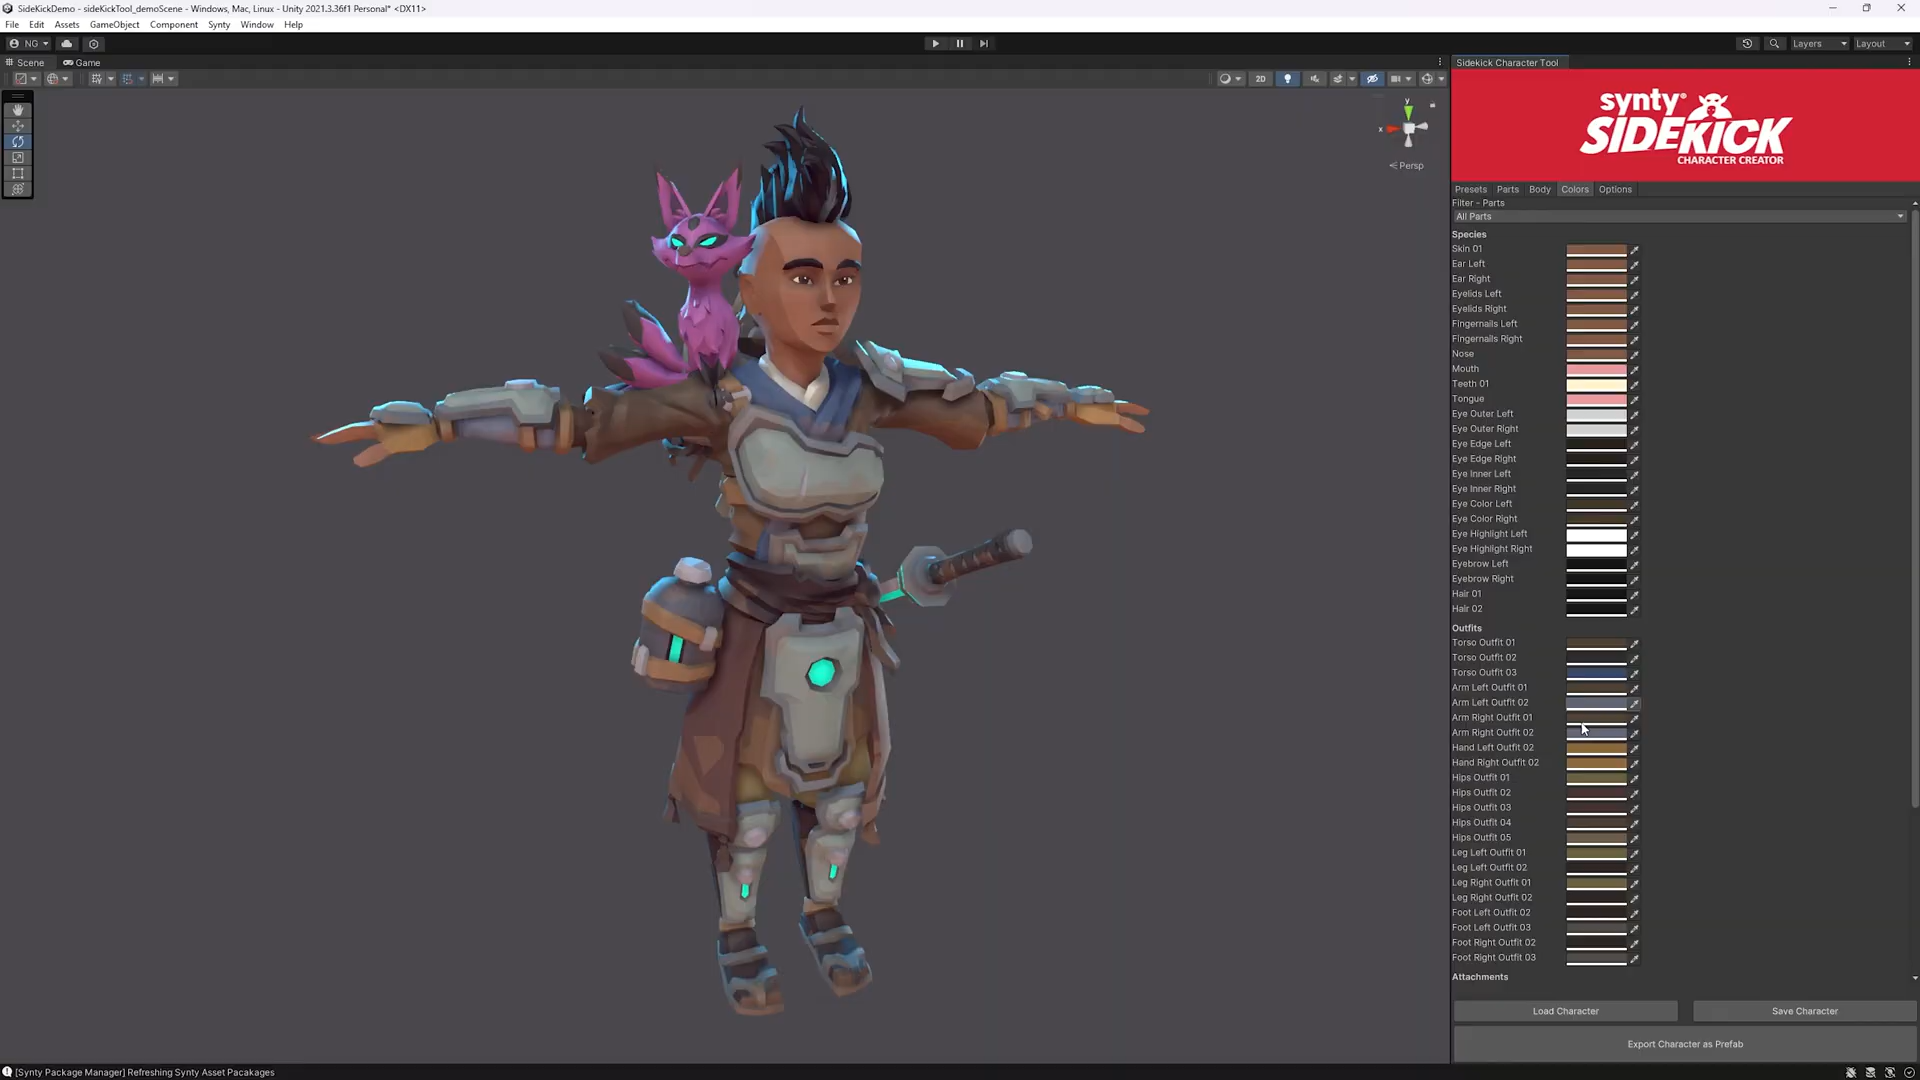 SideKickDemo - sideKickTool_demoScene - Windows, Mac, Linux - Unity 2021.3.36f1 Personal* <DX11>
File Edit Assets GameObject Component Synty Window Help
NG Layers Layout
Scene Game
2D
y
x
Persp
Sidekick Character Tool
synty
SIDEKICK
CHARACTER CREATOR
Presets Parts Body Colors Options
Filter - Parts
All Parts
Species
Skin 01
Ear Left
Ear Right
Eyelids Left
Eyelids Right
Fingernails Left
Fingernails Right
Nose
Mouth
Teeth 01
Tongue
Eye Outer Left
Eye Outer Right
Eye Edge Left
Eye Edge Right
Eye Inner Left
Eye Inner Right
Eye Color Left
Eye Color Right
Eye Highlight Left
Eye Highlight Right
Eyebrow Left
Eyebrow Right
Hair 01
Hair 02
Outfits
Torso Outfit 01
Torso Outfit 02
Torso Outfit 03
Arm Left Outfit 01
Arm Left Outfit 02
Arm Right Outfit 01
Arm Right Outfit 02
Hand Left Outfit 02
Hand Right Outfit 02
Hips Outfit 01
Hips Outfit 02
Hips Outfit 03
Hips Outfit 04
Hips Outfit 05
Leg Left Outfit 01
Leg Left Outfit 02
Leg Right Outfit 01
Leg Right Outfit 02
Foot Left Outfit 02
Foot Left Outfit 03
Foot Right Outfit 02
Foot Right Outfit 03
Attachments
Load Character Save Character
Export Character as Prefab
[Synty Package Manager] Refreshing Synty Asset Pacakages